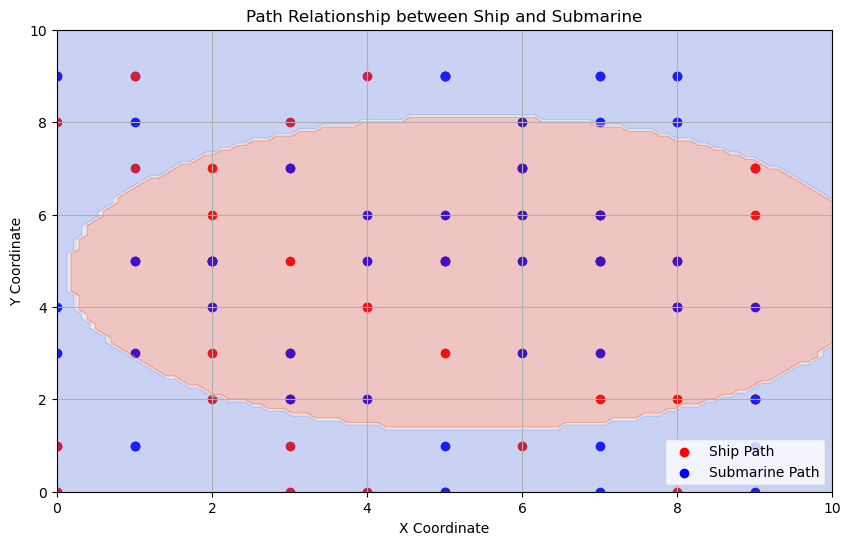 Path Relationship between Ship and Submarine
10
8
6
4
2
0
Y Coordinate
0 2 4 6 8 10
X Coordinate
Ship Path
Submarine Path